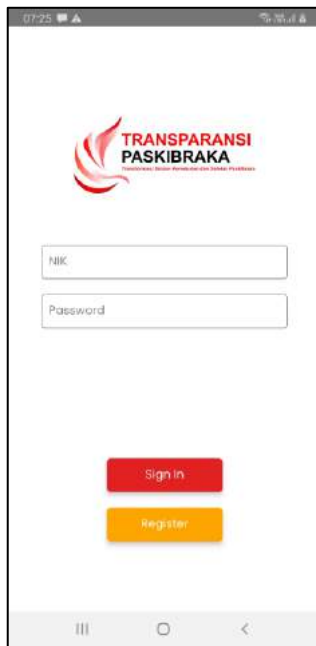 07:25
TRANSPARANSI
PASKIBRAKA
NIK
Password
Sign In
Register